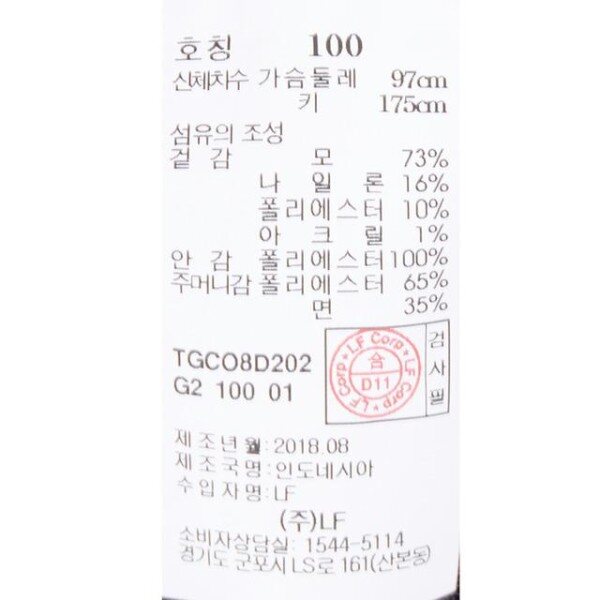 호칭 100
신체치수 가슴둘레 97cm
키 175cm
섬유의 조성
겉감 모 73%
나일론 16%
폴리에스터 10%
아크릴 1%
안감 폴리에스터 100%
주머니감 폴리에스터 65%
면 35%
TGCO8D202
G2 100 01
LF Corp ★ LF Corp ★ LF Corp ★
合
D11
검사필
제조년월: 2018.08
제조국명: 인도네시아
수입자명: LF
(주)LF
소비자상담실: 1544-5114
경기도 군포시 LS로 161(산본동)